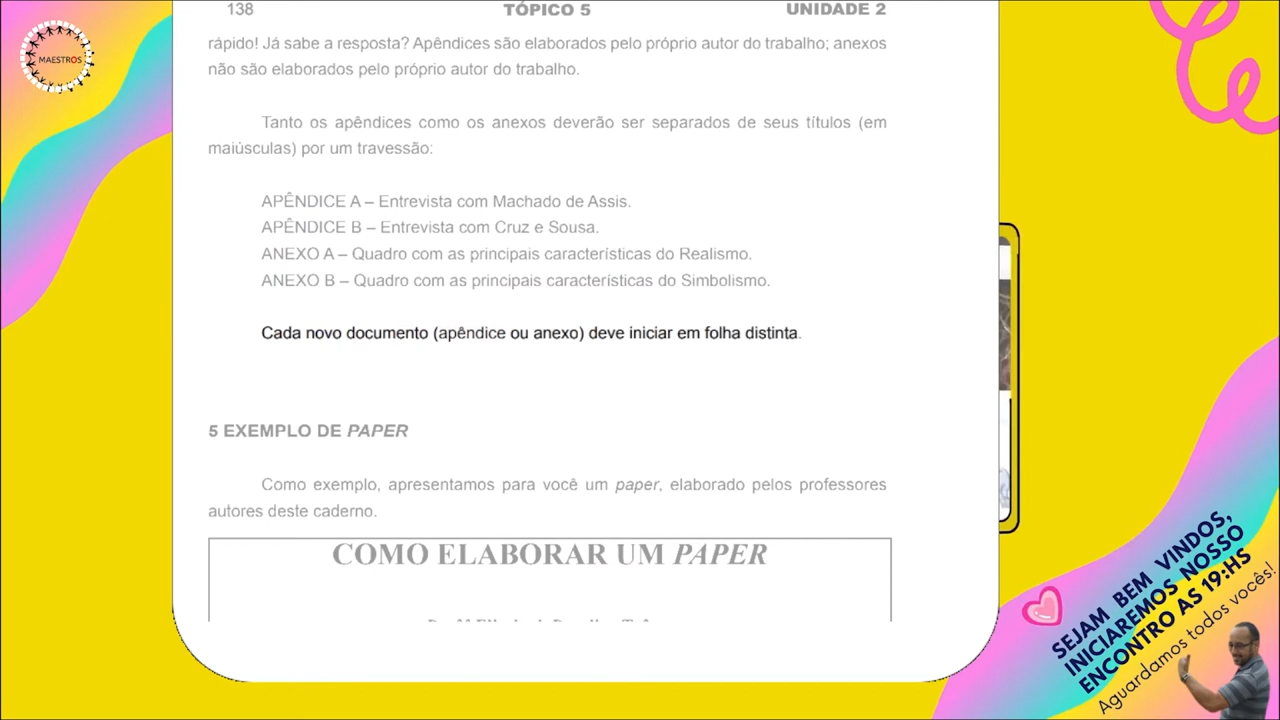 MAESTROS
138 TÓPICO 5 UNIDADE 2
rápido! Já sabe a resposta? Apêndices são elaborados pelo próprio autor do trabalho; anexos
não são elaborados pelo próprio autor do trabalho.
Tanto os apêndices como os anexos deverão ser separados de seus títulos (em
maiúsculas) por um travessão:
APÊNDICE A – Entrevista com Machado de Assis.
APÊNDICE B – Entrevista com Cruz e Sousa.
ANEXO A – Quadro com as principais características do Realismo.
ANEXO B – Quadro com as principais características do Simbolismo.
Cada novo documento (apêndice ou anexo) deve iniciar em folha distinta.
5 EXEMPLO DE PAPER
Como exemplo, apresentamos para você um paper, elaborado pelos professores
autores deste caderno.
COMO ELABORAR UM PAPER
SEJAM BEM VINDOS,
INICIAREMOS NOSSO
ENCONTRO AS 19:HS
Aguardamos todos vocês!